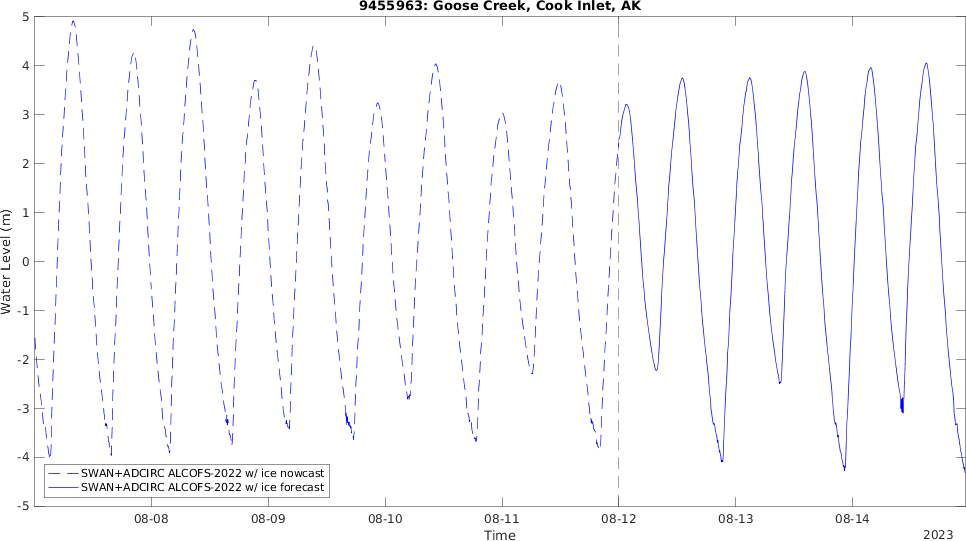 9455963: Goose Creek, Cook Inlet, AK
5
4
3
2
1
0
-1
-2
-3
-4
-5
Water Level (m)
SWAN+ADCIRC ALCOFS-2022 w/ ice nowcast
SWAN+ADCIRC ALCOFS-2022 w/ ice forecast
08-08 08-09 08-10 08-11 08-12 08-13 08-14
Time
2023